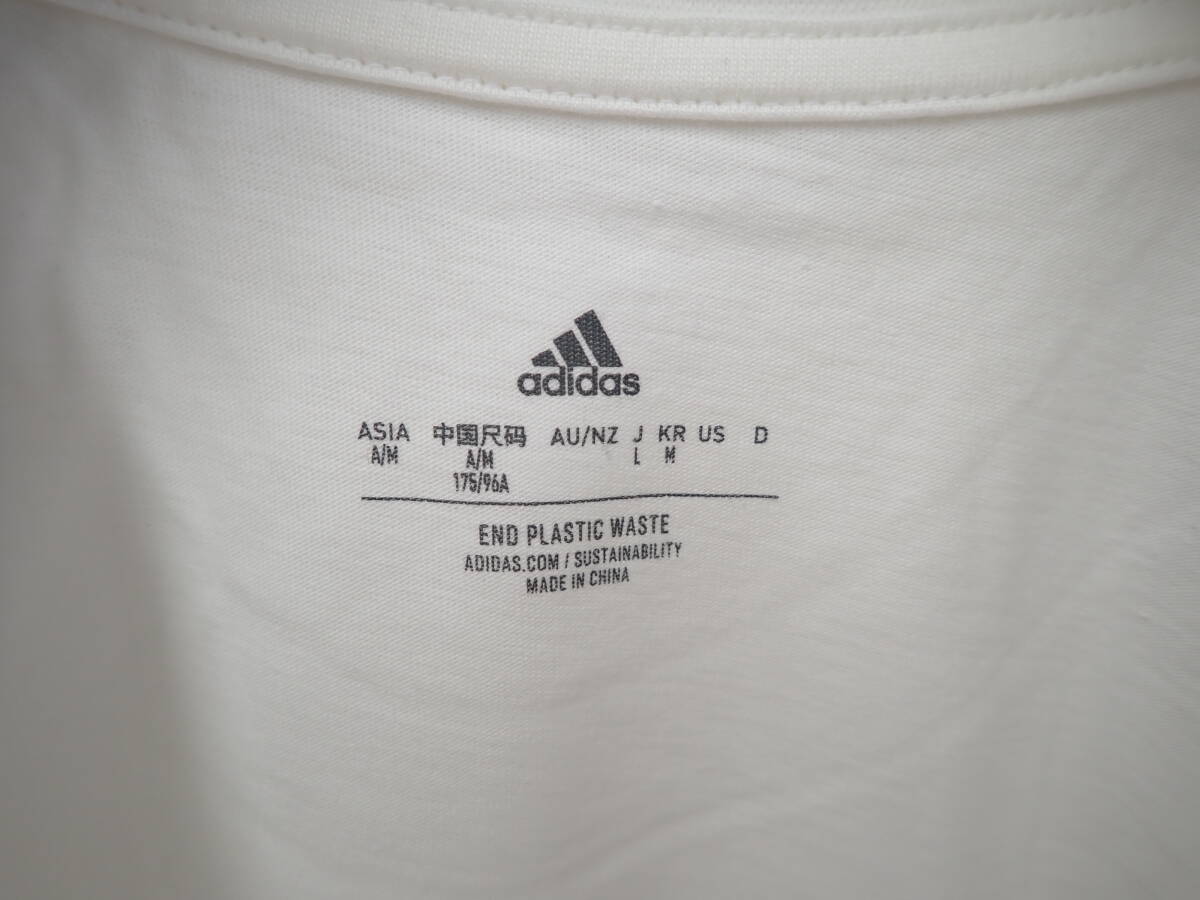 adidas
ASIA 中国尺码 AU/NZ J KR US D
A/M A/M L M
175/96A
END PLASTIC WASTE
ADIDAS.COM / SUSTAINABILITY
MADE IN CHINA